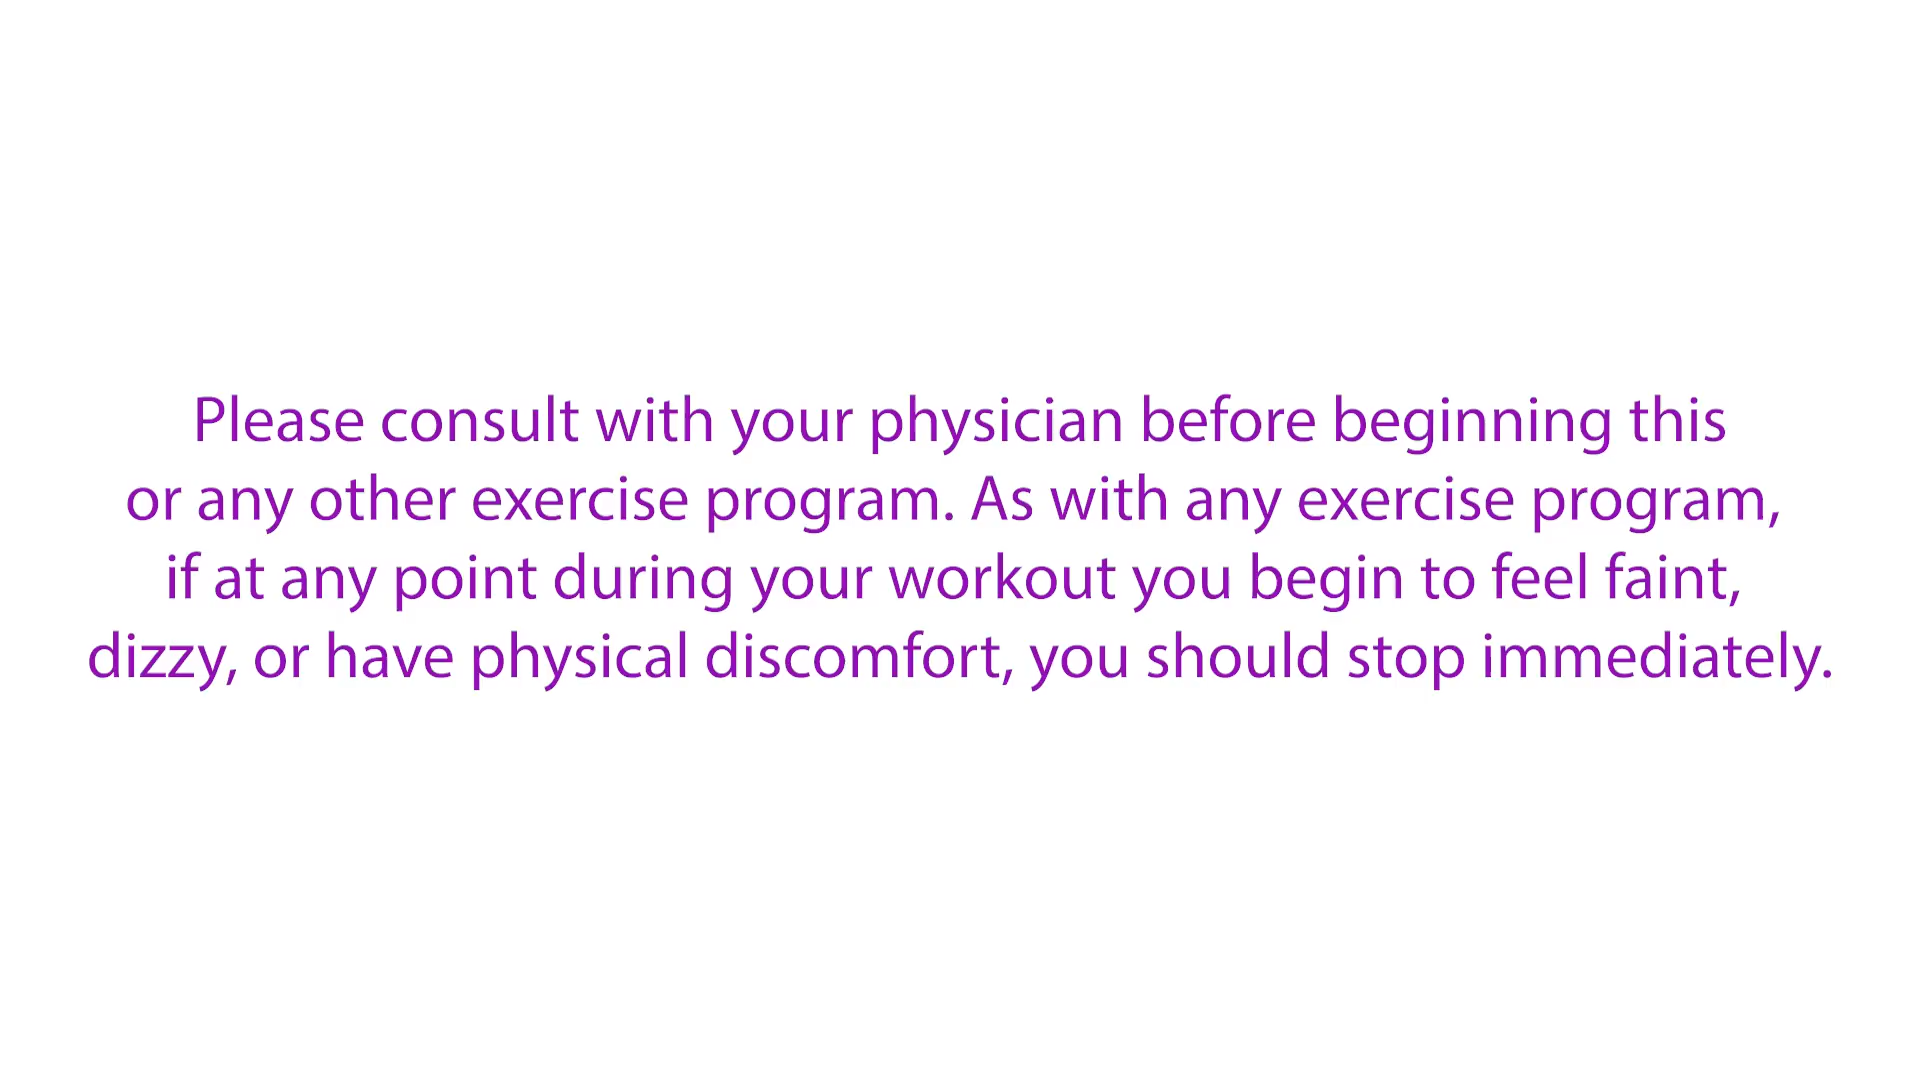 Please consult with your physician before beginning this
or any other exercise program. As with any exercise program,
if at any point during your workout you begin to feel faint,
dizzy, or have physical discomfort, you should stop immediately.